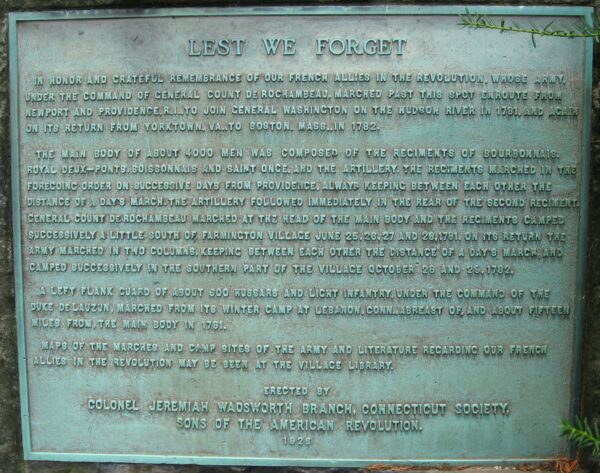 LEST WE FORGET
IN HONOR AND GRATEFUL REMEMBRANCE OF OUR FRENCH ALLIES IN THE REVOLUTION, WHOSE ARMY,
UNDER THE COMMAND OF GENERAL COUNT DE ROCHAMBEAU, MARCHED PAST THIS SPOT ENROUTE FROM
NEWPORT AND PROVIDENCE, R.I., TO JOIN GENERAL WASHINGTON ON THE HUDSON RIVER IN 1781, AND AGAIN
ON ITS RETURN FROM YORKTOWN, VA., TO BOSTON, MASS., IN 1782.
THE MAIN BODY OF ABOUT 4000 MEN WAS COMPOSED OF THE REGIMENTS OF BOURBONNAIS,
ROYAL DEUX-PONTS, SOISSONNAIS AND SAINT ONGE, AND THE ARTILLERY. THE REGIMENTS MARCHED IN THE
FOREGOING ORDER ON SUCCESSIVE DAYS FROM PROVIDENCE, ALWAYS KEEPING BETWEEN EACH OTHER THE
DISTANCE OF A DAY'S MARCH. THE ARTILLERY FOLLOWED IMMEDIATELY IN THE REAR OF THE SECOND REGIMENT.
GENERAL COUNT DE ROCHAMBEAU MARCHED AT THE HEAD OF THE MAIN BODY AND THE REGIMENTS CAMPED
SUCCESSIVELY A LITTLE SOUTH OF FARMINGTON VILLAGE JUNE 25, 26, 27 AND 28, 1781. ON ITS RETURN THE
ARMY MARCHED IN TWO COLUMNS, KEEPING BETWEEN EACH OTHER THE DISTANCE OF A DAY'S MARCH, AND
CAMPED SUCCESSIVELY IN THE SOUTHERN PART OF THE VILLAGE OCTOBER 28 AND 29, 1782.
A LEFT FLANK GUARD OF ABOUT 600 HUSSARS AND LIGHT INFANTRY, UNDER THE COMMAND OF THE
DUKE DE LAUZUN, MARCHED FROM ITS WINTER CAMP AT LEBANON, CONN., ABREAST OF, AND ABOUT FIFTEEN
MILES FROM, THE MAIN BODY IN 1781.
MAPS OF THE MARCHES AND CAMP SITES OF THE ARMY AND LITERATURE REGARDING OUR FRENCH
ALLIES IN THE REVOLUTION MAY BE SEEN AT THE VILLAGE LIBRARY.
ERECTED BY
COLONEL JEREMIAH WADSWORTH BRANCH, CONNECTICUT SOCIETY,
SONS OF THE AMERICAN REVOLUTION.
1926